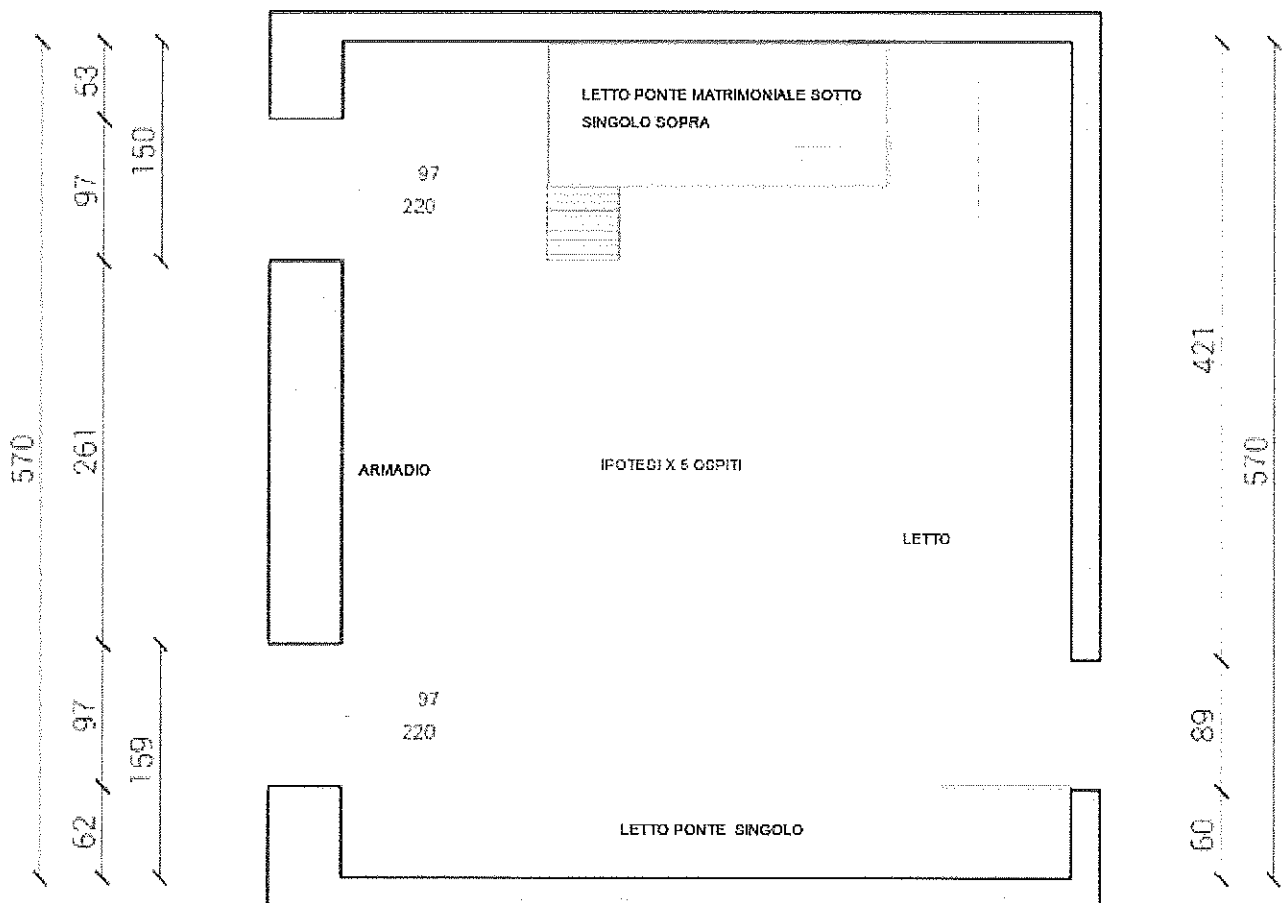 LETTO PONTE MATRIMONIALE SOTTO
SINGOLO SOPRA
53
97
150
97
220
421
570
261
570
ARMADIO
IPOTESI X 5 OSPITI
LETTO
97
159
97
220
89
62
LETTO PONTE SINGOLO
60